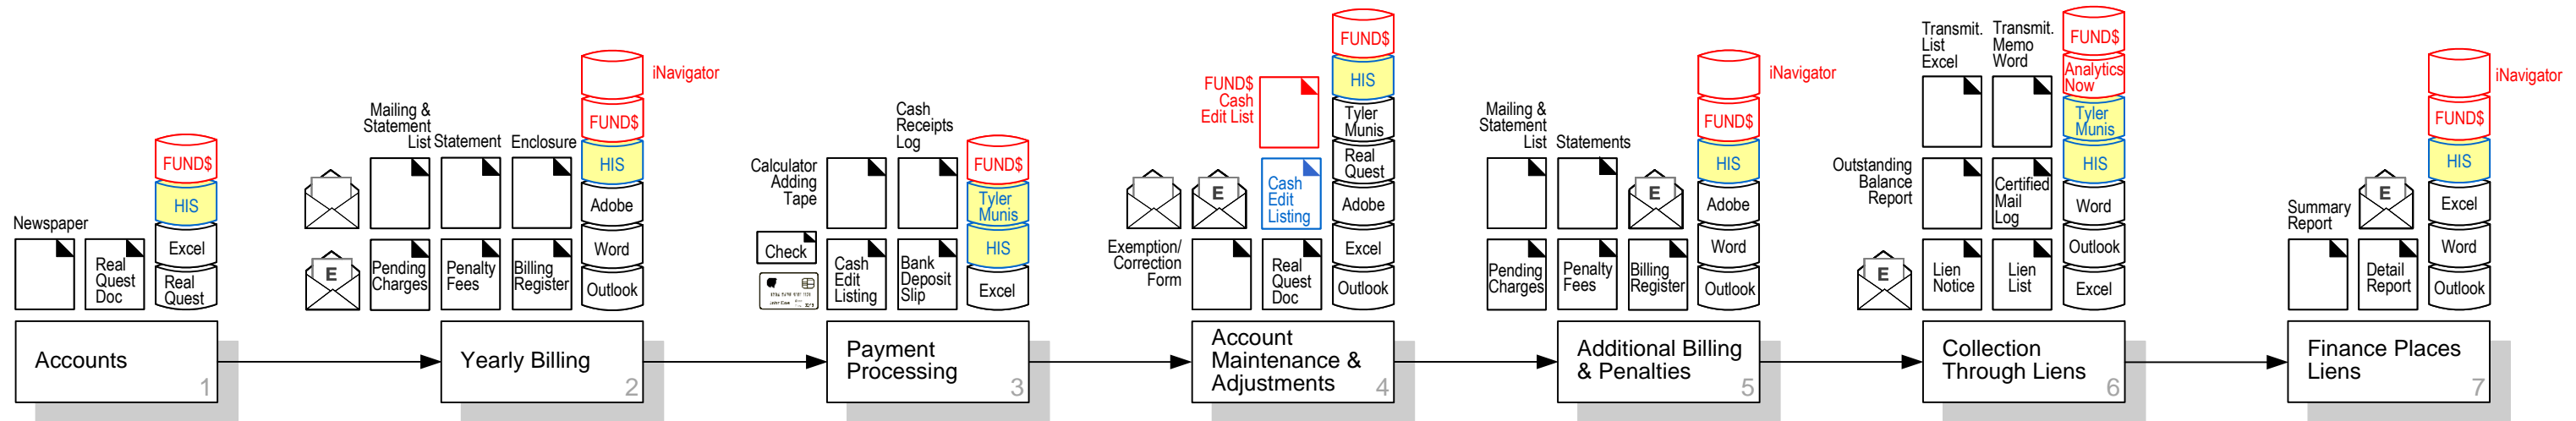 Newspaper
Real
Quest
Doc
FUND$
HIS
Excel
Real
Quest
Accounts
1
Mailing &
Statement
List
Statement
Enclosure
E
Pending
Charges
Penalty
Fees
Billing
Register
iNavigator
FUND$
HIS
Adobe
Word
Outlook
Yearly Billing
2
Calculator
Adding
Tape
Cash
Receipts
Log
Check
Cash
Edit
Listing
Bank
Deposit
Slip
FUND$
Tyler
Munis
HIS
Excel
Payment
Processing
3
FUND$
Cash
Edit List
E
Cash
Edit
Listing
Exemption/
Correction
Form
Real
Quest
Doc
FUND$
HIS
Tyler
Munis
Real
Quest
Adobe
Excel
Outlook
Account
Maintenance &
Adjustments
4
Mailing &
Statement
List
Statements
E
Pending
Charges
Penalty
Fees
Billing
Register
iNavigator
FUND$
HIS
Adobe
Word
Outlook
Additional Billing
& Penalties
5
Transmit.
List
Excel
Transmit.
Memo
Word
Outstanding
Balance
Report
Certified
Mail
Log
E
Lien
Notice
Lien
List
FUND$
Analytics
Now
Tyler
Munis
HIS
Word
Outlook
Excel
Collection
Through Liens
6
Summary
Report
E
Detail
Report
iNavigator
FUND$
HIS
Excel
Word
Outlook
Finance Places
Liens
7